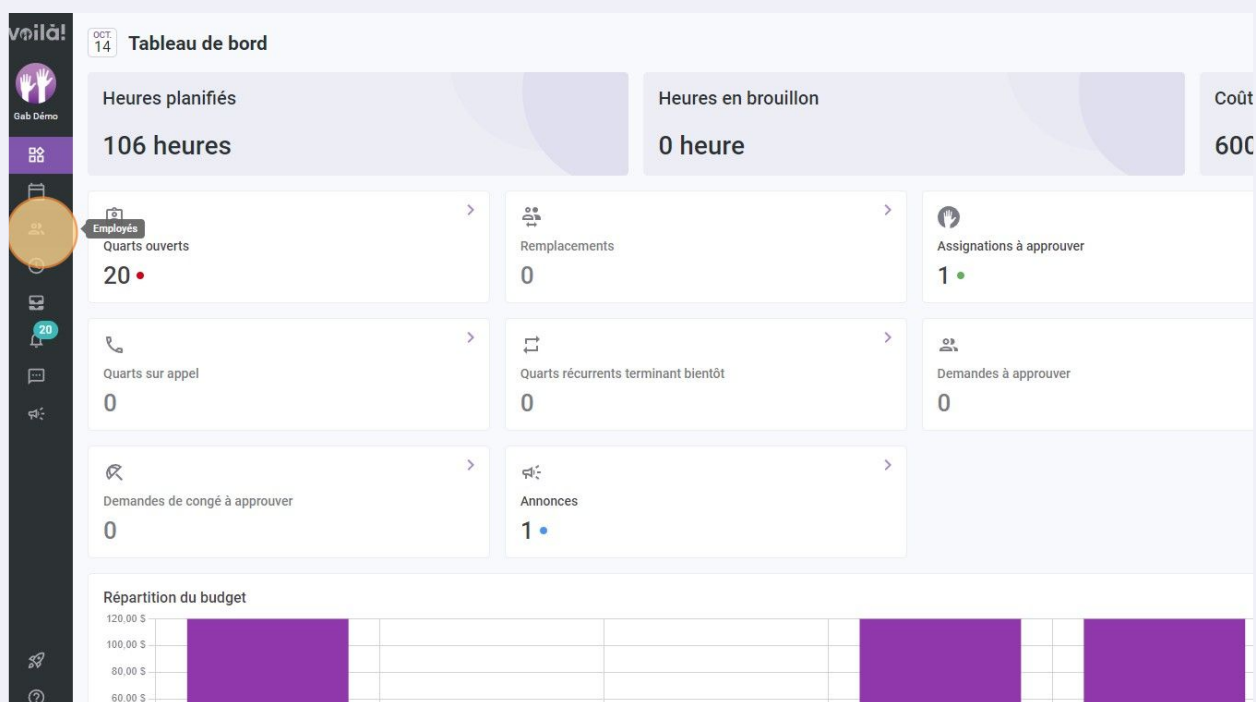 voilà!
OCT.
14
Tableau de bord
Gab Démo
Heures planifiés
106 heures
Heures en brouillon
0 heure
Coût
600
Employés
Quarts ouverts
20
Remplacements
0
Assignations à approuver
1
20
Quarts sur appel
0
Quarts récurrents terminant bientôt
0
Demandes à approuver
0
Demandes de congé à approuver
0
Annonces
1
Répartition du budget
120,00 $
100,00 $
80,00 $
60,00 $